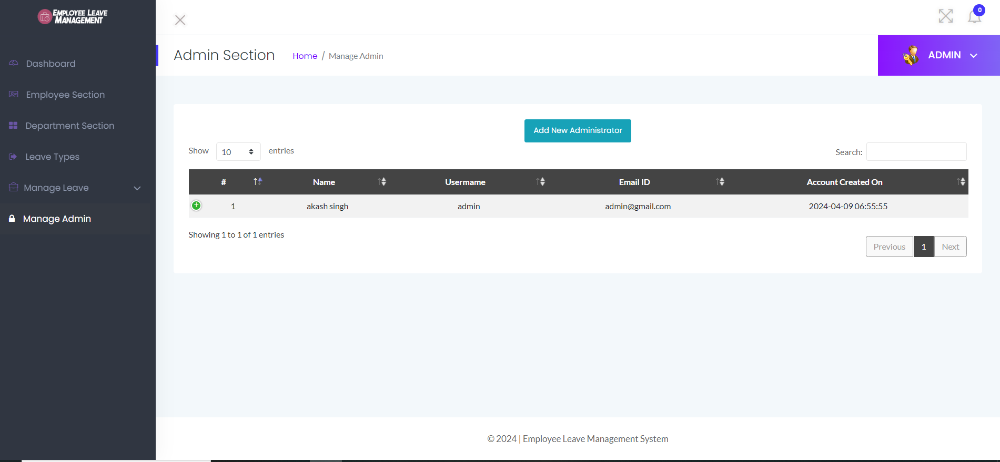 EMPLOYEE LEAVE
MANAGEMENT
0
Admin Section
Home / Manage Admin
ADMIN
Dashboard
Employee Section
Department Section
Leave Types
Manage Leave
Manage Admin
Add New Administrator
Show 10 entries
Search:
# Name Username Email ID Account Created On
1 akash singh admin admin@gmail.com 2024-04-09 06:55:55
Showing 1 to 1 of 1 entries
Previous 1 Next
© 2024 | Employee Leave Management System